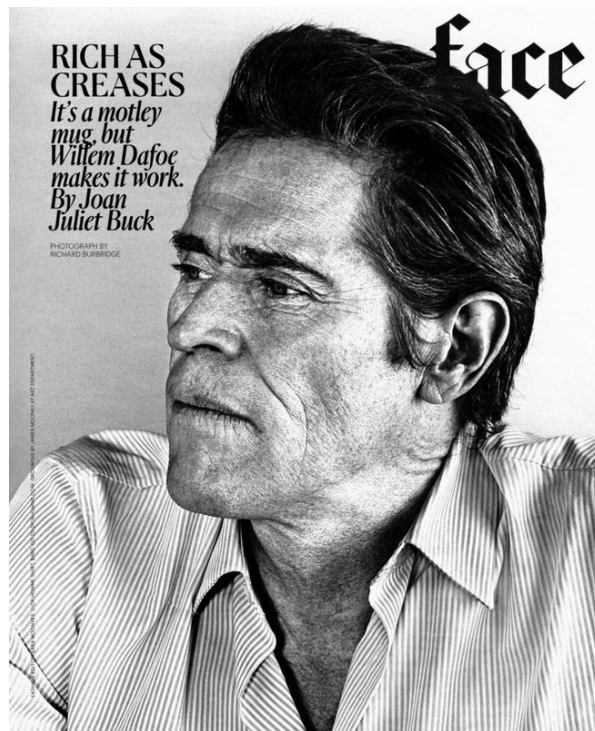 face
RICH AS
CREASES
It's a motley
mug, but
Willem Dafoe
makes it work.
By Joan
Juliet Buck
PHOTOGRAPH BY
RICHARD BURBRIDGE